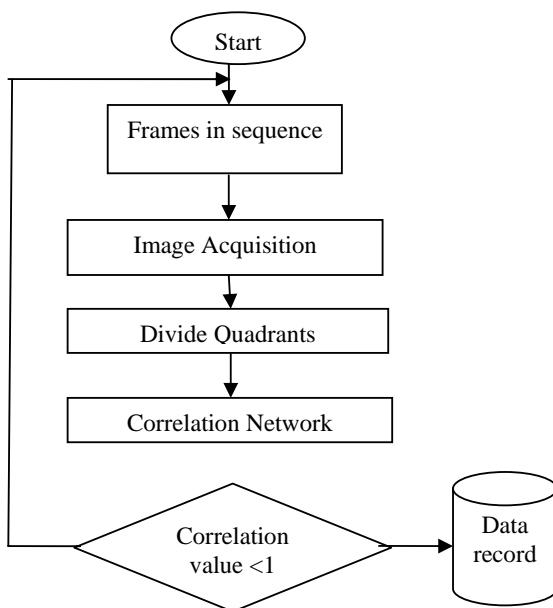 Start
Frames in sequence
Image Acquisition
Divide Quadrants
Correlation Network
Correlation
value <1
Data
record